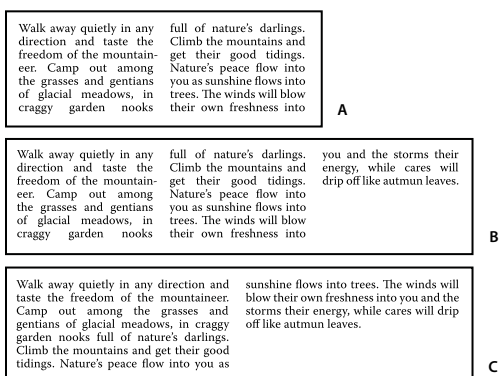 Walk away quietly in any
direction and taste the
freedom of the mountain-
eer. Camp out among
the grasses and gentians
of glacial meadows, in
craggy garden nooks
full of nature's darlings.
Climb the mountains and
get their good tidings.
Nature's peace flow into
you as sunshine flows into
trees. The winds will blow
their own freshness into
A
Walk away quietly in any
direction and taste the
freedom of the mountain-
eer. Camp out among
the grasses and gentians
of glacial meadows, in
craggy garden nooks
full of nature's darlings.
Climb the mountains and
get their good tidings.
Nature's peace flow into
you as sunshine flows into
trees. The winds will blow
their own freshness into
you and the storms their
energy, while cares will
drip off like autmun leaves.
B
Walk away quietly in any direction and
taste the freedom of the mountaineer.
Camp out among the grasses and
gentians of glacial meadows, in craggy
garden nooks full of nature's darlings.
Climb the mountains and get their good
tidings. Nature's peace flow into you as
sunshine flows into trees. The winds will
blow their own freshness into you and the
storms their energy, while cares will drip
off like autmun leaves.
C